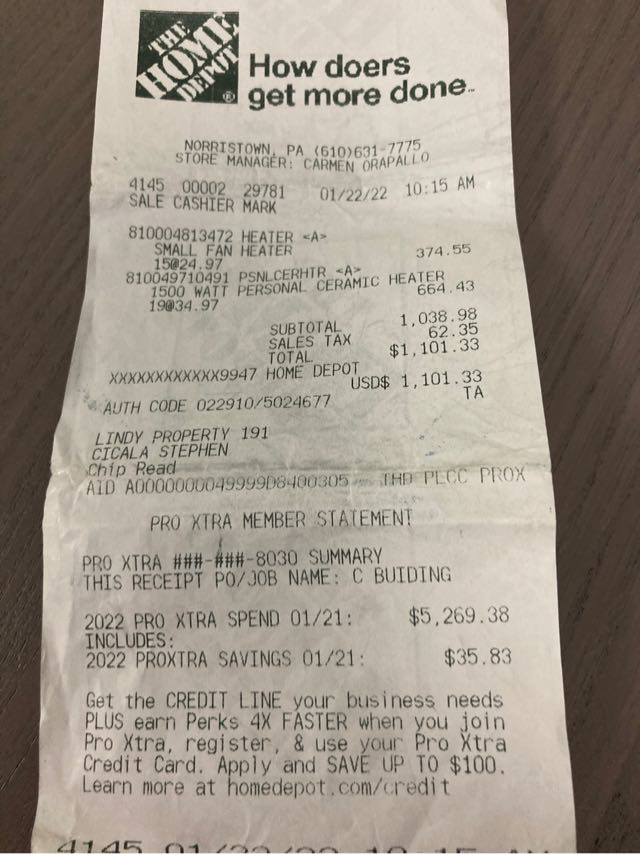 THE
HOME
DEPOT
®
How doers
get more done™
NORRISTOWN, PA (610)631-7775
STORE MANAGER: CARMEN ORAPALLO
4145 00002 29781 01/22/22 10:15 AM
SALE CASHIER MARK
810004813472 HEATER <A>
SMALL FAN HEATER 374.55
15@24.97
810049710491 PSNLCERHTR <A>
1500 WATT PERSONAL CERAMIC HEATER
19@34.97 664.43
SUBTOTAL 1,038.98
SALES TAX 62.35
TOTAL $1,101.33
XXXXXXXXXXXX9947 HOME DEPOT
USD$ 1,101.33
AUTH CODE 022910/5024677 TA
LINDY PROPERTY 191
CICALA STEPHEN
Chip Read
AID A0000000049999D8400305 THD PLCC PROX
PRO XTRA MEMBER STATEMENT
PRO XTRA ###-###-8030 SUMMARY
THIS RECEIPT PO/JOB NAME: C BUIDING
2022 PRO XTRA SPEND 01/21: $5,269.38
INCLUDES:
2022 PROXTRA SAVINGS 01/21: $35.83
Get the CREDIT LINE your business needs
PLUS earn Perks 4X FASTER when you join
Pro Xtra, register, & use your Pro Xtra
Credit Card. Apply and SAVE UP TO $100.
Learn more at homedepot.com/credit
4145 01/22/22 10:15 AM